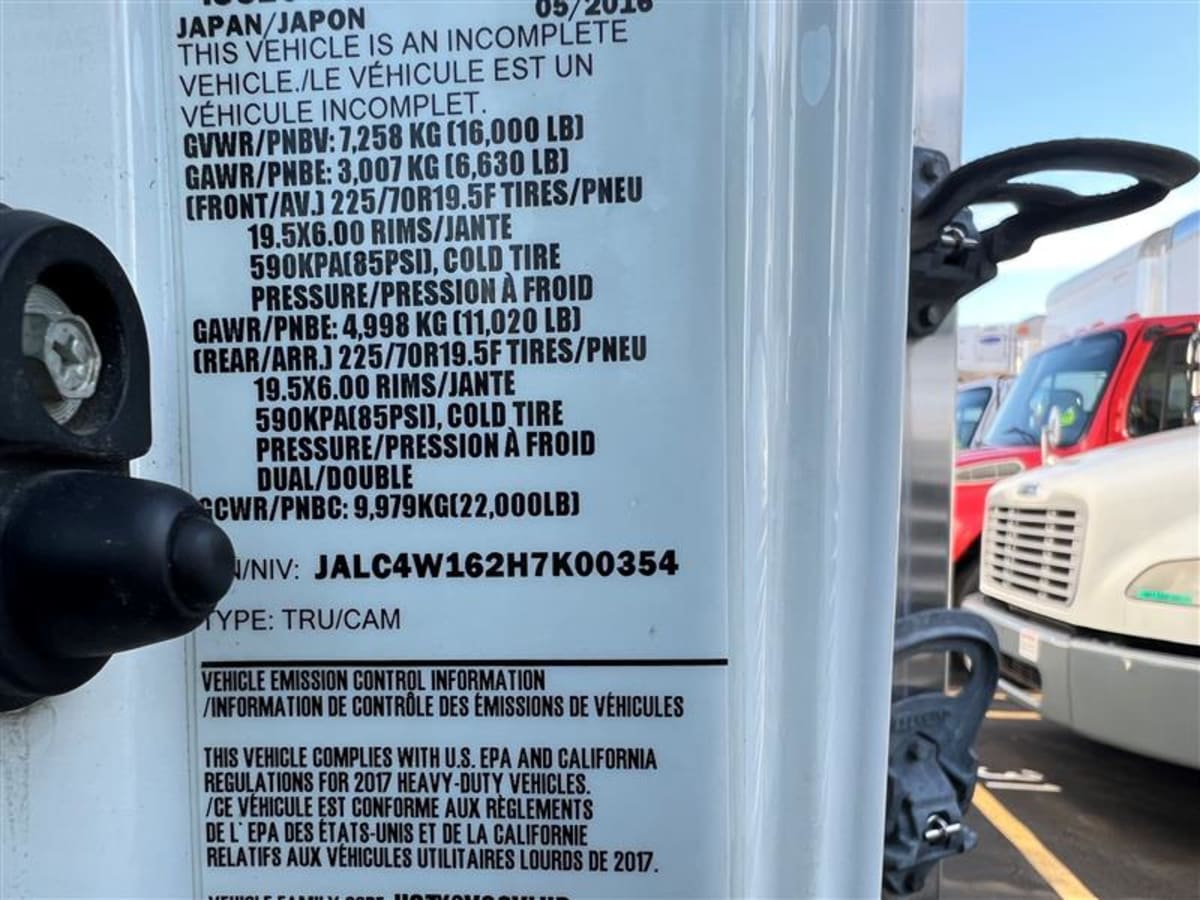 05/2016
JAPAN/JAPON
THIS VEHICLE IS AN INCOMPLETE
VEHICLE./LE VÉHICULE EST UN
VÉHICULE INCOMPLET.
GVWR/PNBV: 7,258 KG (16,000 LB)
GAWR/PNBE: 3,007 KG (6,630 LB)
(FRONT/AV.) 225/70R19.5F TIRES/PNEU
19.5X6.00 RIMS/JANTE
590KPA(85PSI), COLD TIRE
PRESSURE/PRESSION À FROID
GAWR/PNBE: 4,998 KG (11,020 LB)
(REAR/ARR.) 225/70R19.5F TIRES/PNEU
19.5X6.00 RIMS/JANTE
590KPA(85PSI), COLD TIRE
PRESSURE/PRESSION À FROID
DUAL/DOUBLE
GCWR/PNBC: 9,979KG(22,000LB)
/NIV: JALC4W162H7K00354
TYPE: TRU/CAM
VEHICLE EMISSION CONTROL INFORMATION
/INFORMATION DE CONTRÔLE DES ÉMISSIONS DE VÉHICULES
THIS VEHICLE COMPLIES WITH U.S. EPA AND CALIFORNIA
REGULATIONS FOR 2017 HEAVY-DUTY VEHICLES.
/CE VÉHICULE EST CONFORME AUX RÈGLEMENTS
DE L' EPA DES ÉTATS-UNIS ET DE LA CALIFORNIE
RELATIFS AUX VÉHICULES UTILITAIRES LOURDS DE 2017.
VEHICLE FAMILY CODE